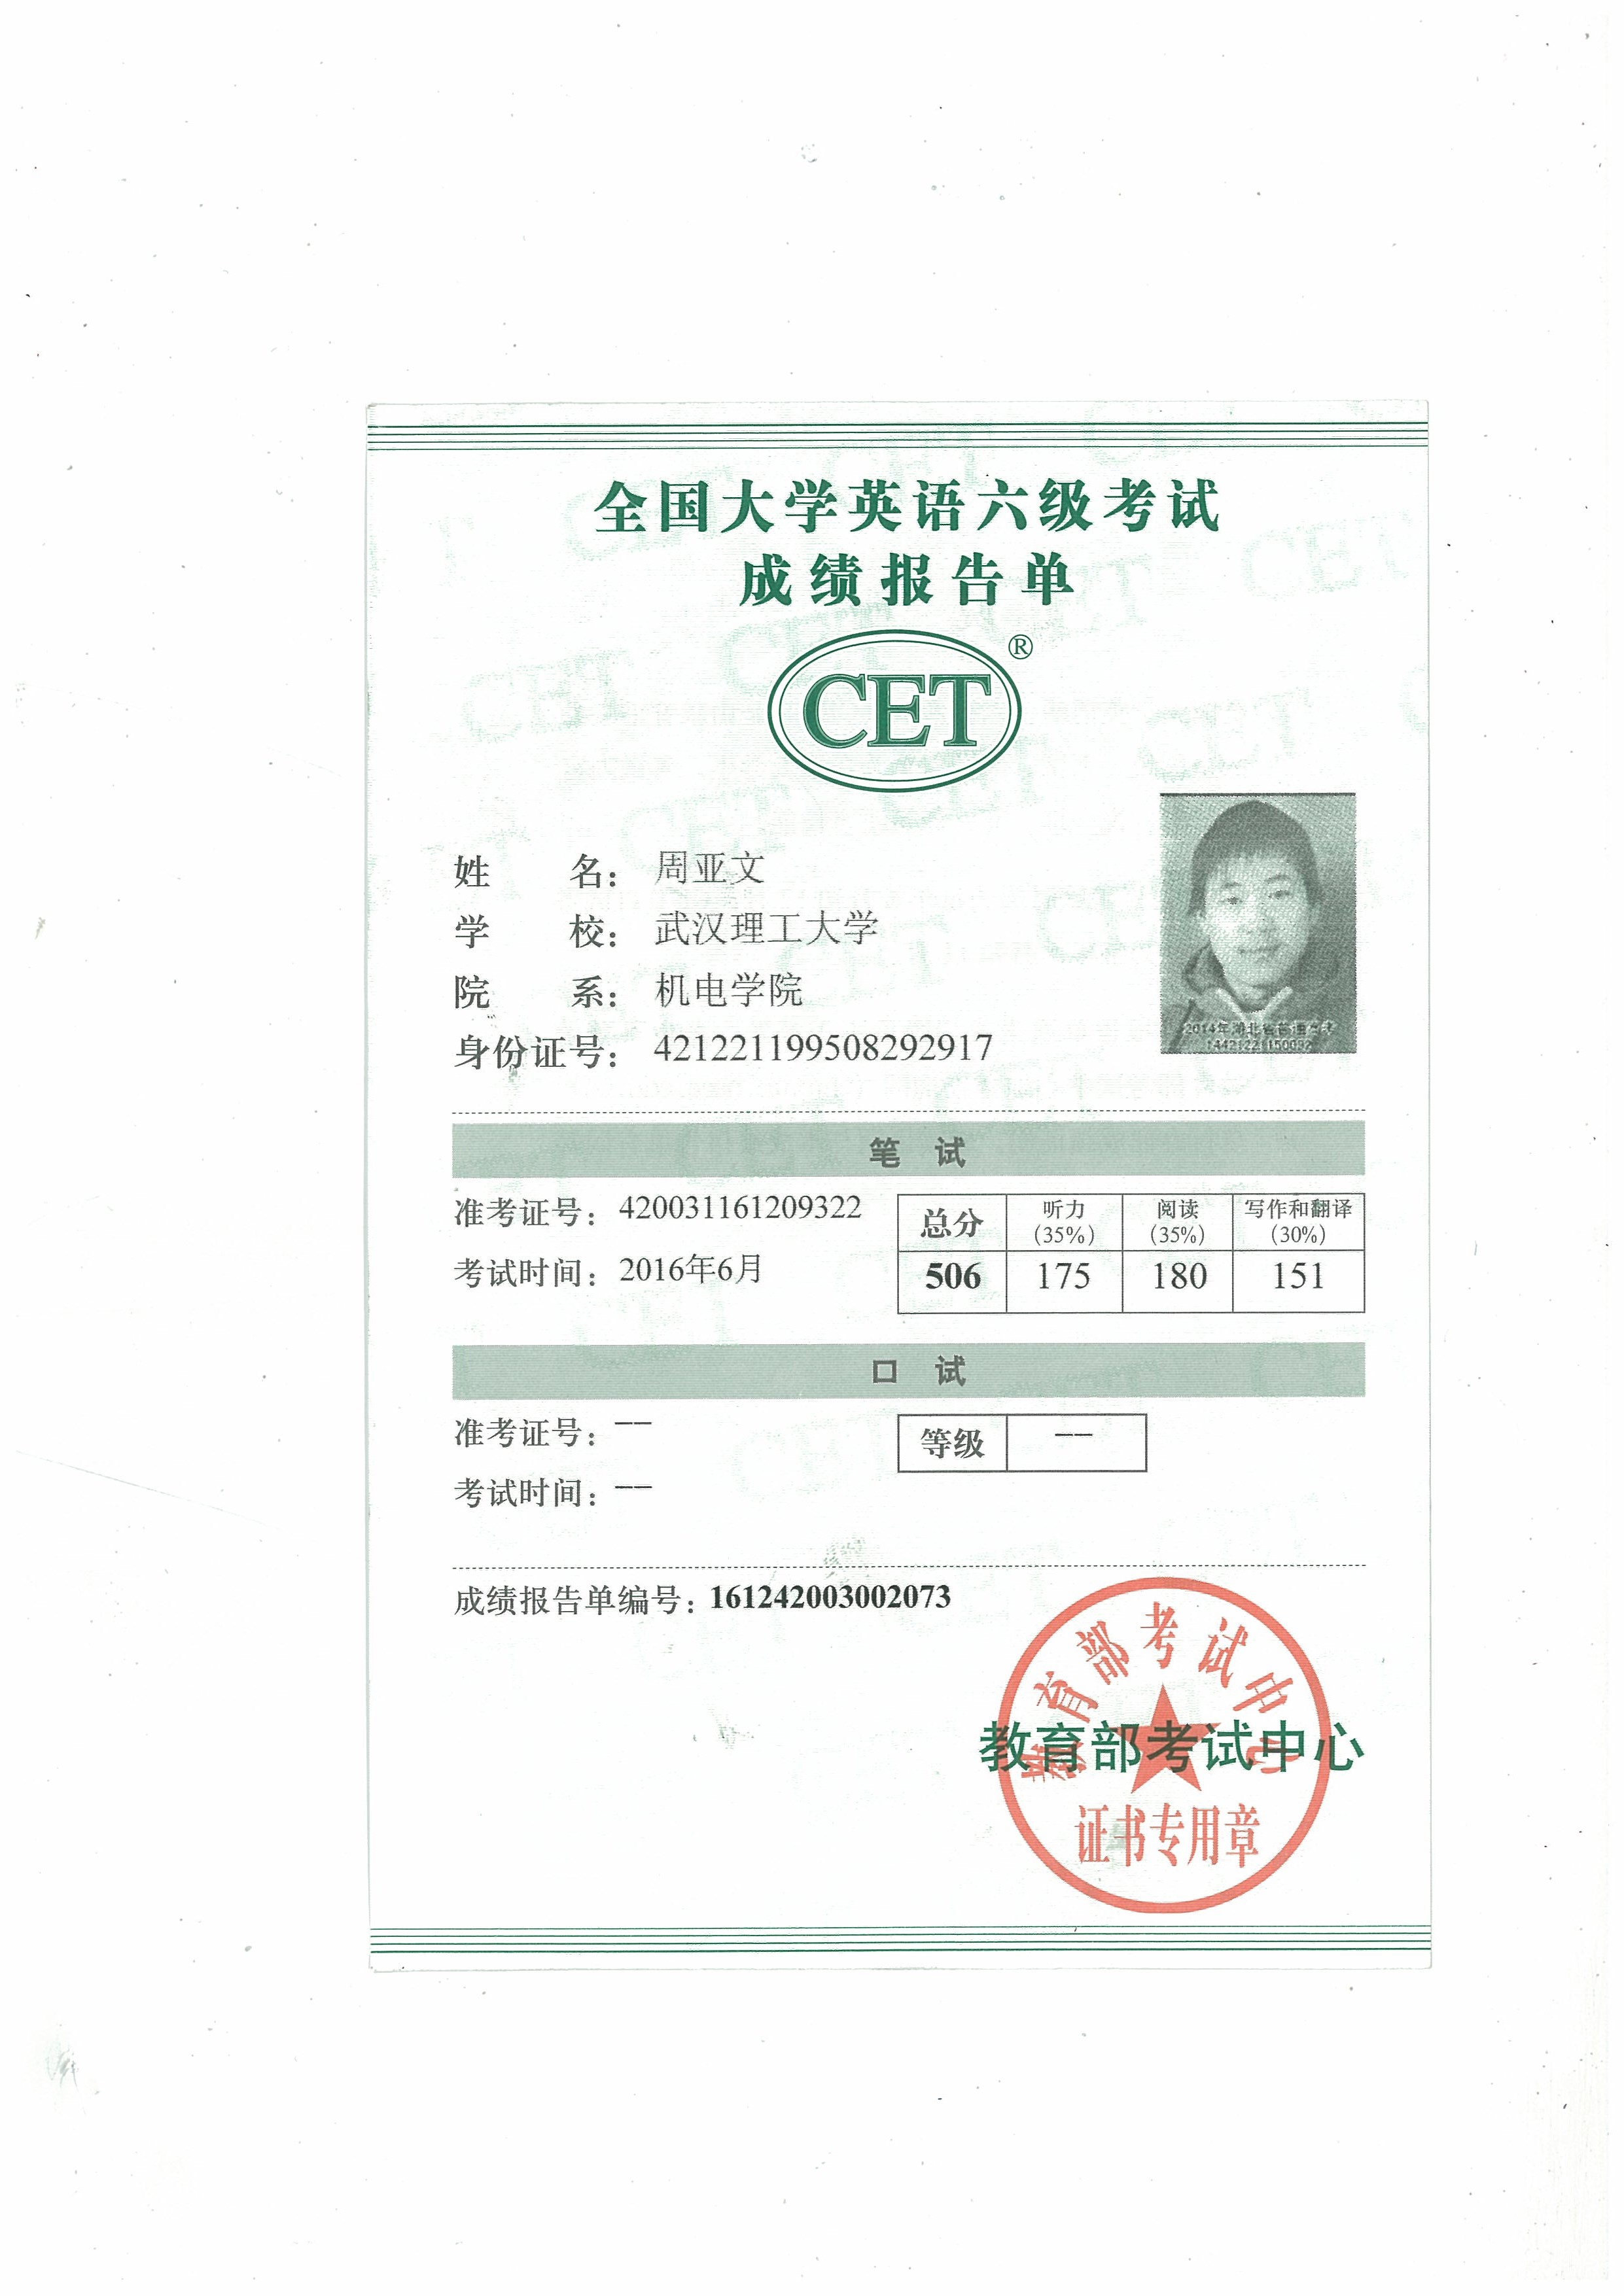 全国大学英语六级考试
成绩报告单
CET®
姓 名： 周亚文
学 校： 武汉理工大学
院 系： 机电学院
身份证号： 421221199508292917
2014年湖北省普通
笔 试
准考证号： 420031161209322
考试时间： 2016年6月
总分 听力（35%） 阅读（35%） 写作和翻译（30%）
506 175 180 151
口 试
准考证号： ——
考试时间： ——
等级 ——
成绩报告单编号： 161242003002073
教育部考试中心
教育部考试中心
证书专用章